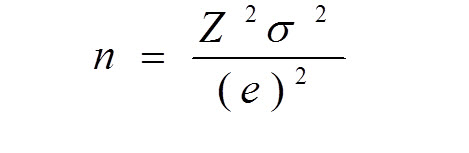 n = Z² σ² / (e)²